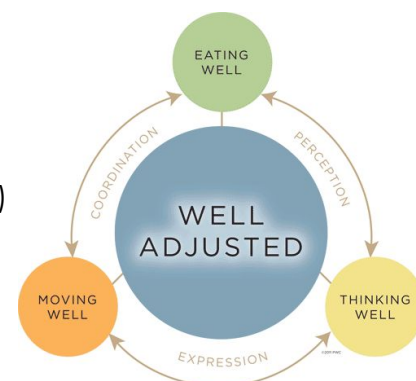 EATING
WELL
COORDINATION
PERCEPTION
)
WELL
ADJUSTED
MOVING
WELL
THINKING
WELL
EXPRESSION